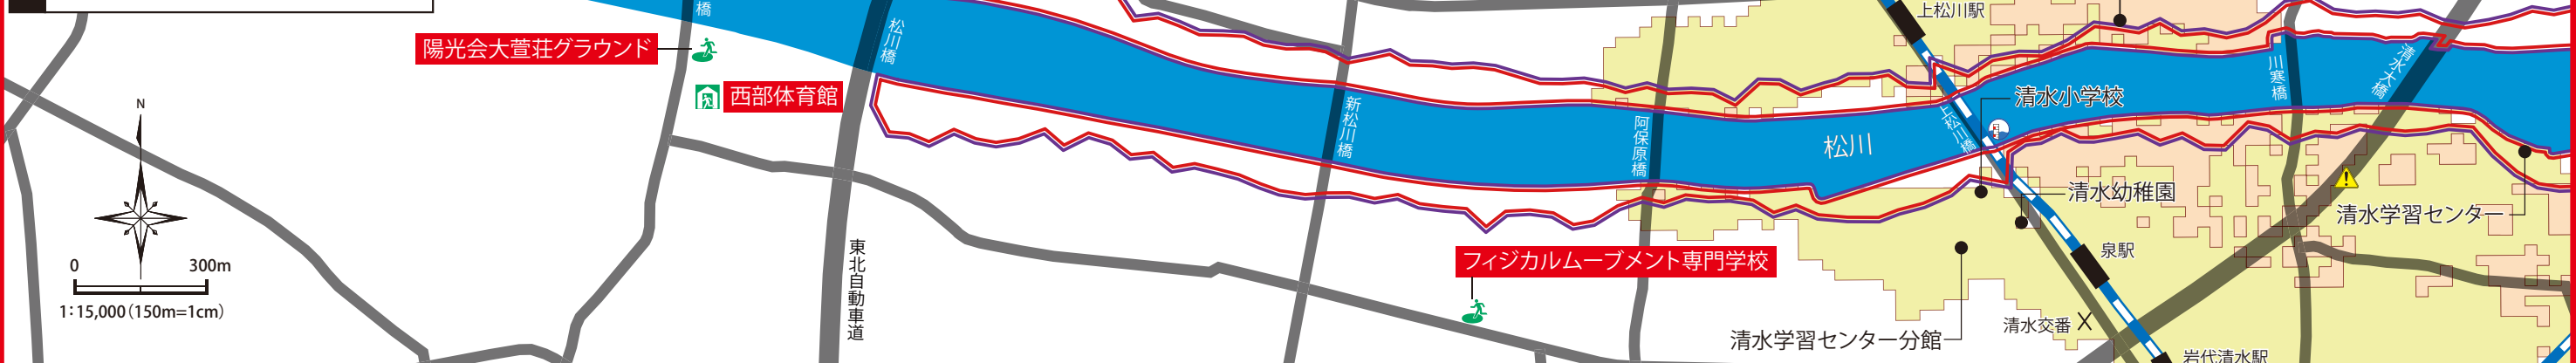 橋
松川橋
上松川駅
陽光会大萱荘グラウンド
西部体育館
新松川橋
阿保原橋
松川
上松川橋
清水小学校
川寒橋
清水大橋
N
清水幼稚園
清水学習センター
0 300m
1:15,000(150m=1cm)
東北自動車道
フィジカルムーブメント専門学校
泉駅
清水学習センター分館
清水交番
岩代清水駅